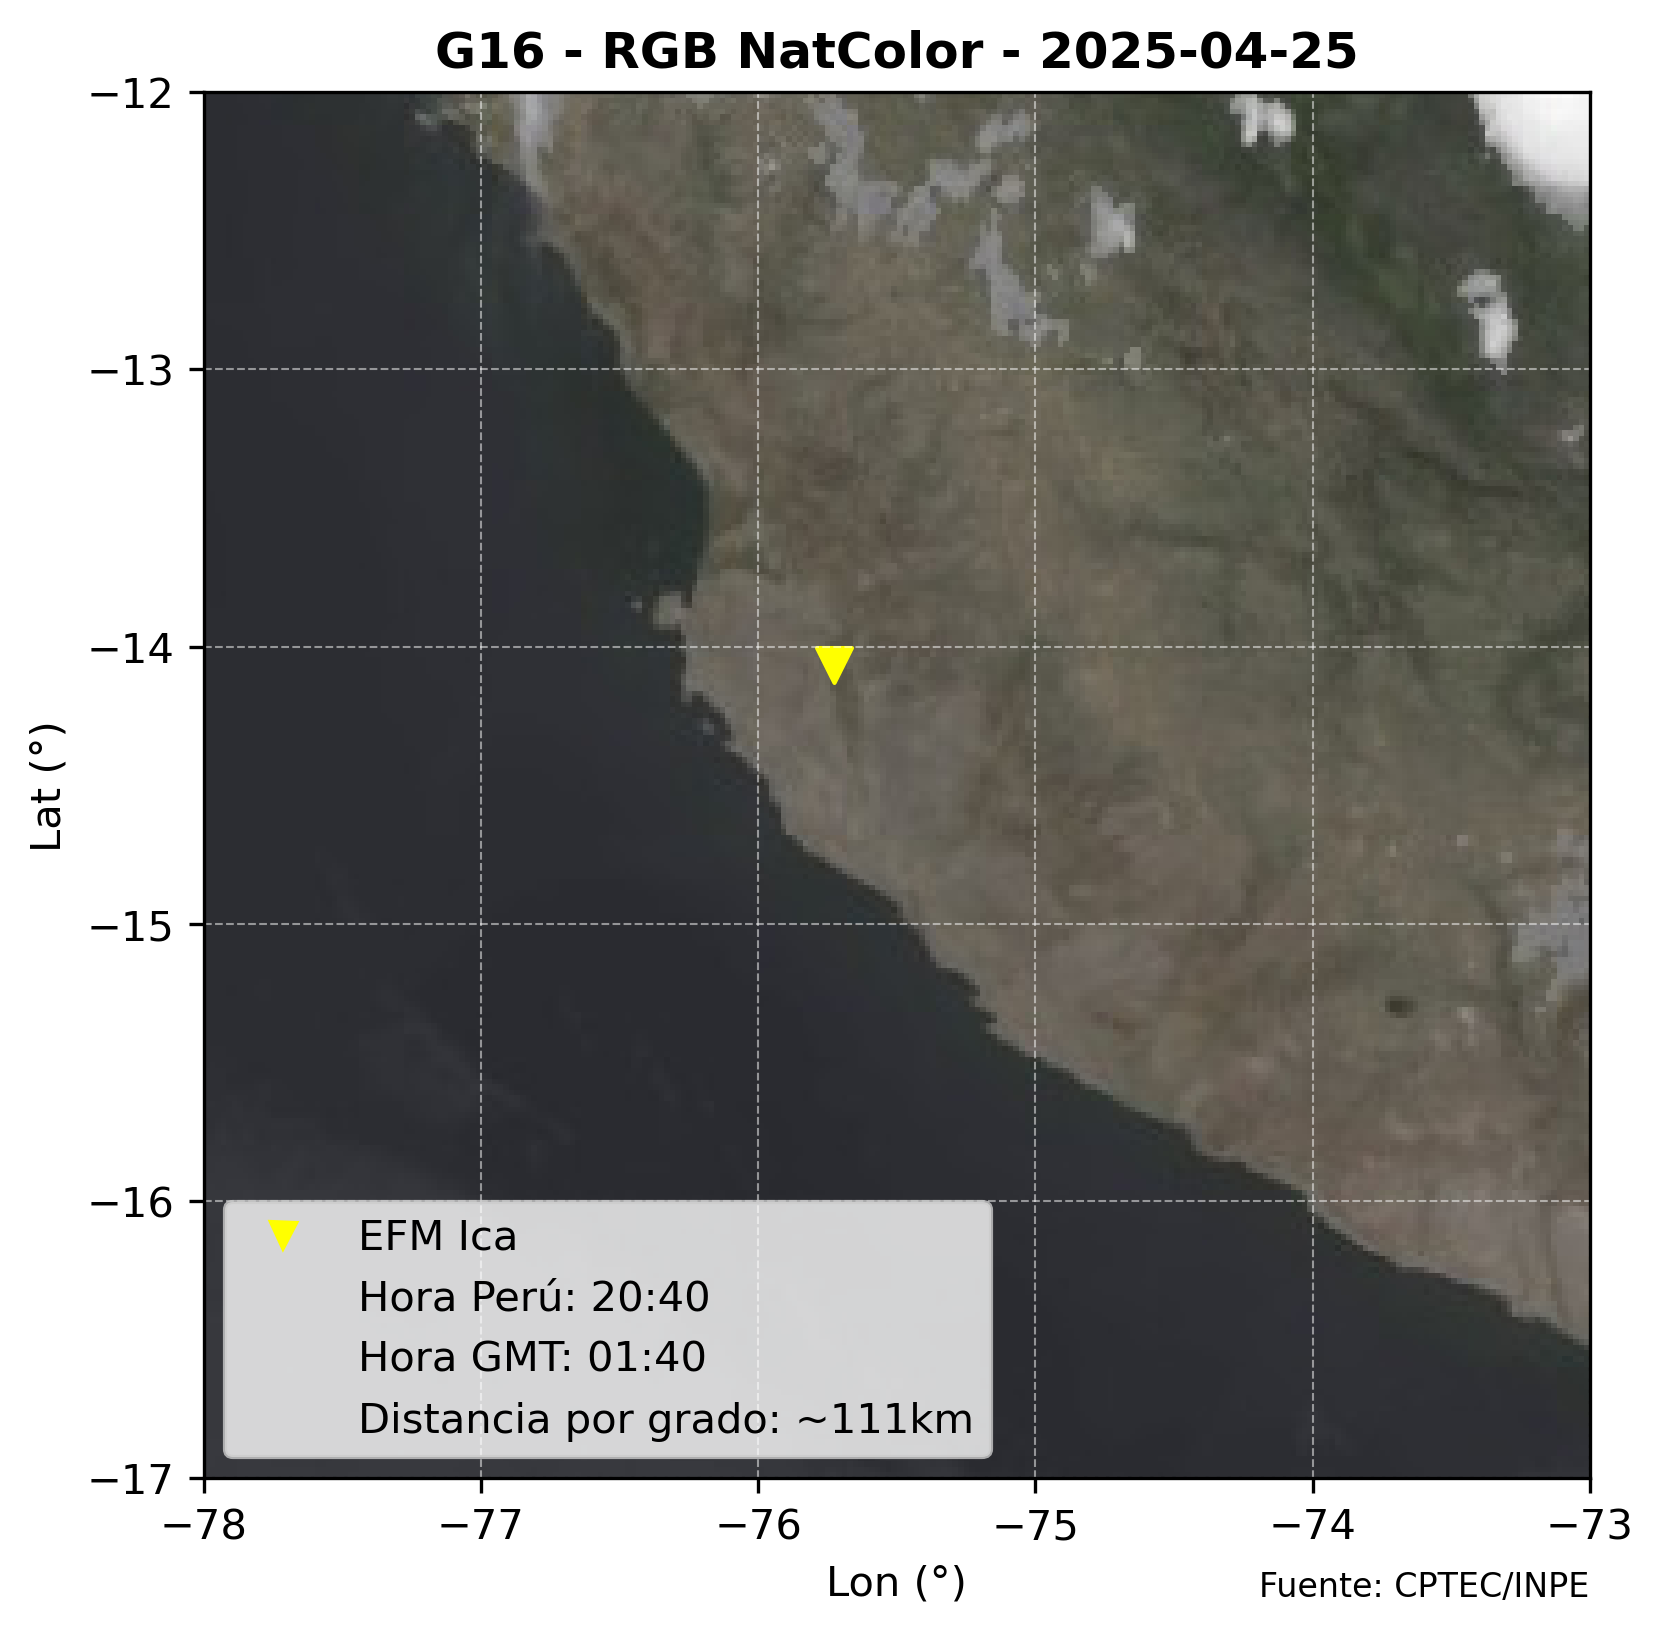 G16 - RGB NatColor - 2025-04-25
−12
−13
−14
−15
−16
−17
Lat (°)
EFM Ica
Hora Perú: 20:40
Hora GMT: 01:40
Distancia por grado: ~111km
−78 −77 −76 −75 −74 −73
Lon (°)
Fuente: CPTEC/INPE